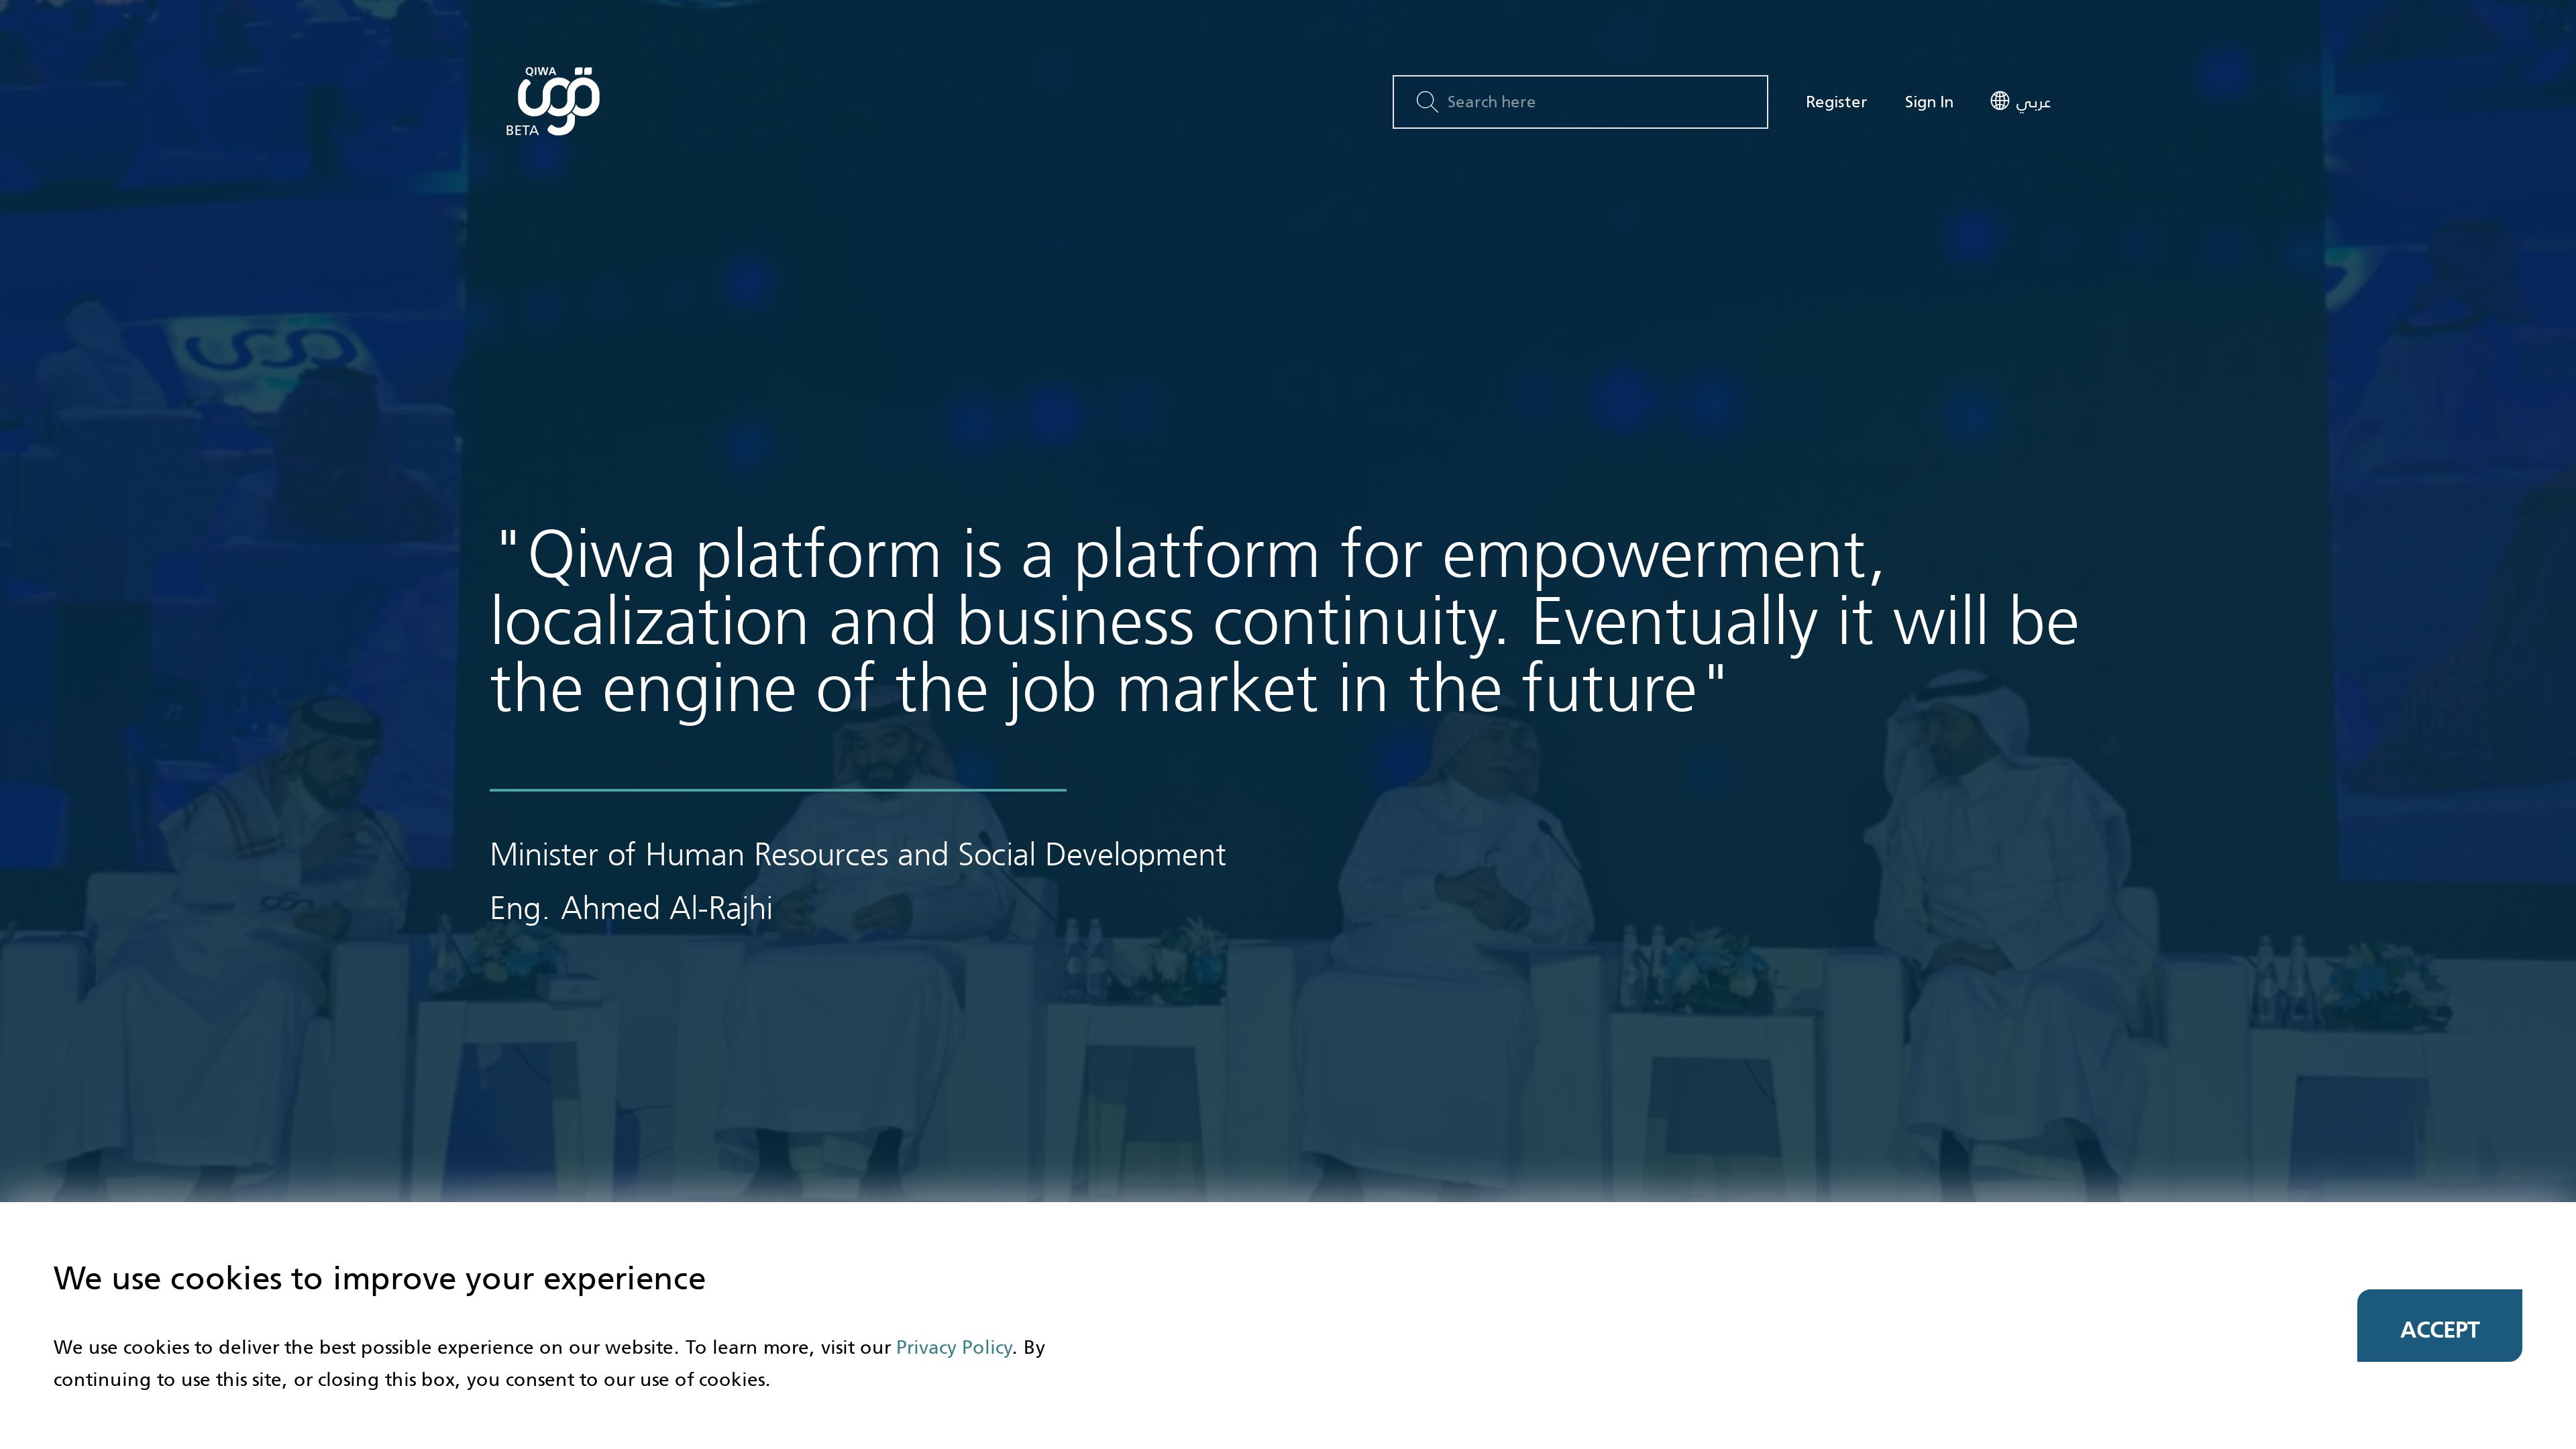 QIWA
قوى
BETA
Search here
Register
Sign In
عربي
"Qiwa platform is a platform for empowerment,
localization and business continuity. Eventually it will be
the engine of the job market in the future"
Minister of Human Resources and Social Development
Eng. Ahmed Al-Rajhi
We use cookies to improve your experience
We use cookies to deliver the best possible experience on our website. To learn more, visit our Privacy Policy. By
continuing to use this site, or closing this box, you consent to our use of cookies.
ACCEPT